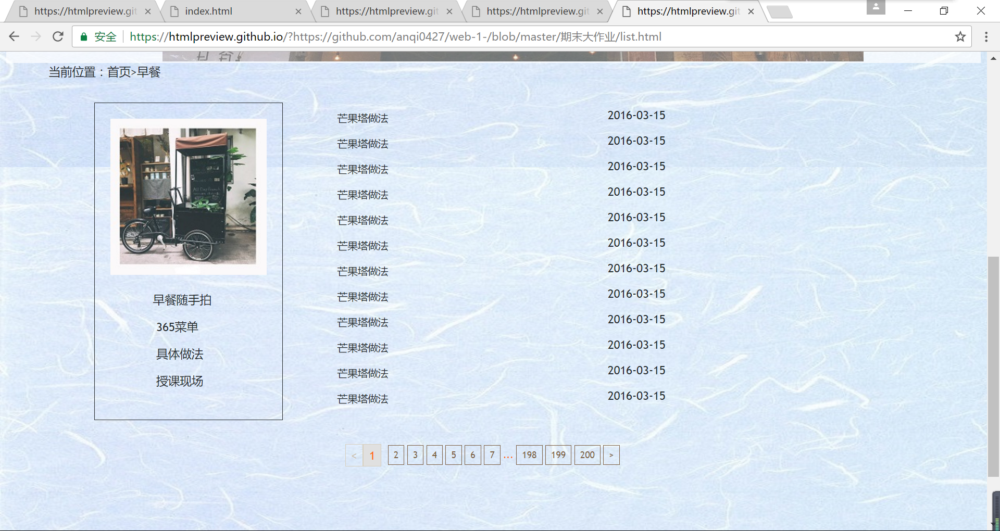 https://htmlpreview.git
index.html
https://htmlpreview.git
https://htmlpreview.git
https://htmlpreview.git
安全
https://htmlpreview.github.io/?https://github.com/anqi0427/web-1-/blob/master/期末大作业/list.html
当前位置：首页>早餐
早餐随手拍
365菜单
具体做法
授课现场
芒果塔做法 2016-03-15
芒果塔做法 2016-03-15
芒果塔做法 2016-03-15
芒果塔做法 2016-03-15
芒果塔做法 2016-03-15
芒果塔做法 2016-03-15
芒果塔做法 2016-03-15
芒果塔做法 2016-03-15
芒果塔做法 2016-03-15
芒果塔做法 2016-03-15
芒果塔做法 2016-03-15
芒果塔做法 2016-03-15
< 1 2 3 4 5 6 7 ... 198 199 200 >